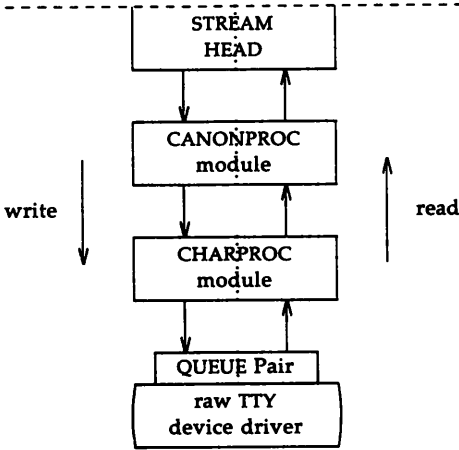 STREAM
HEAD
CANONPROC
module
write
read
CHARPROC
module
QUEUE Pair
raw TTY
device driver